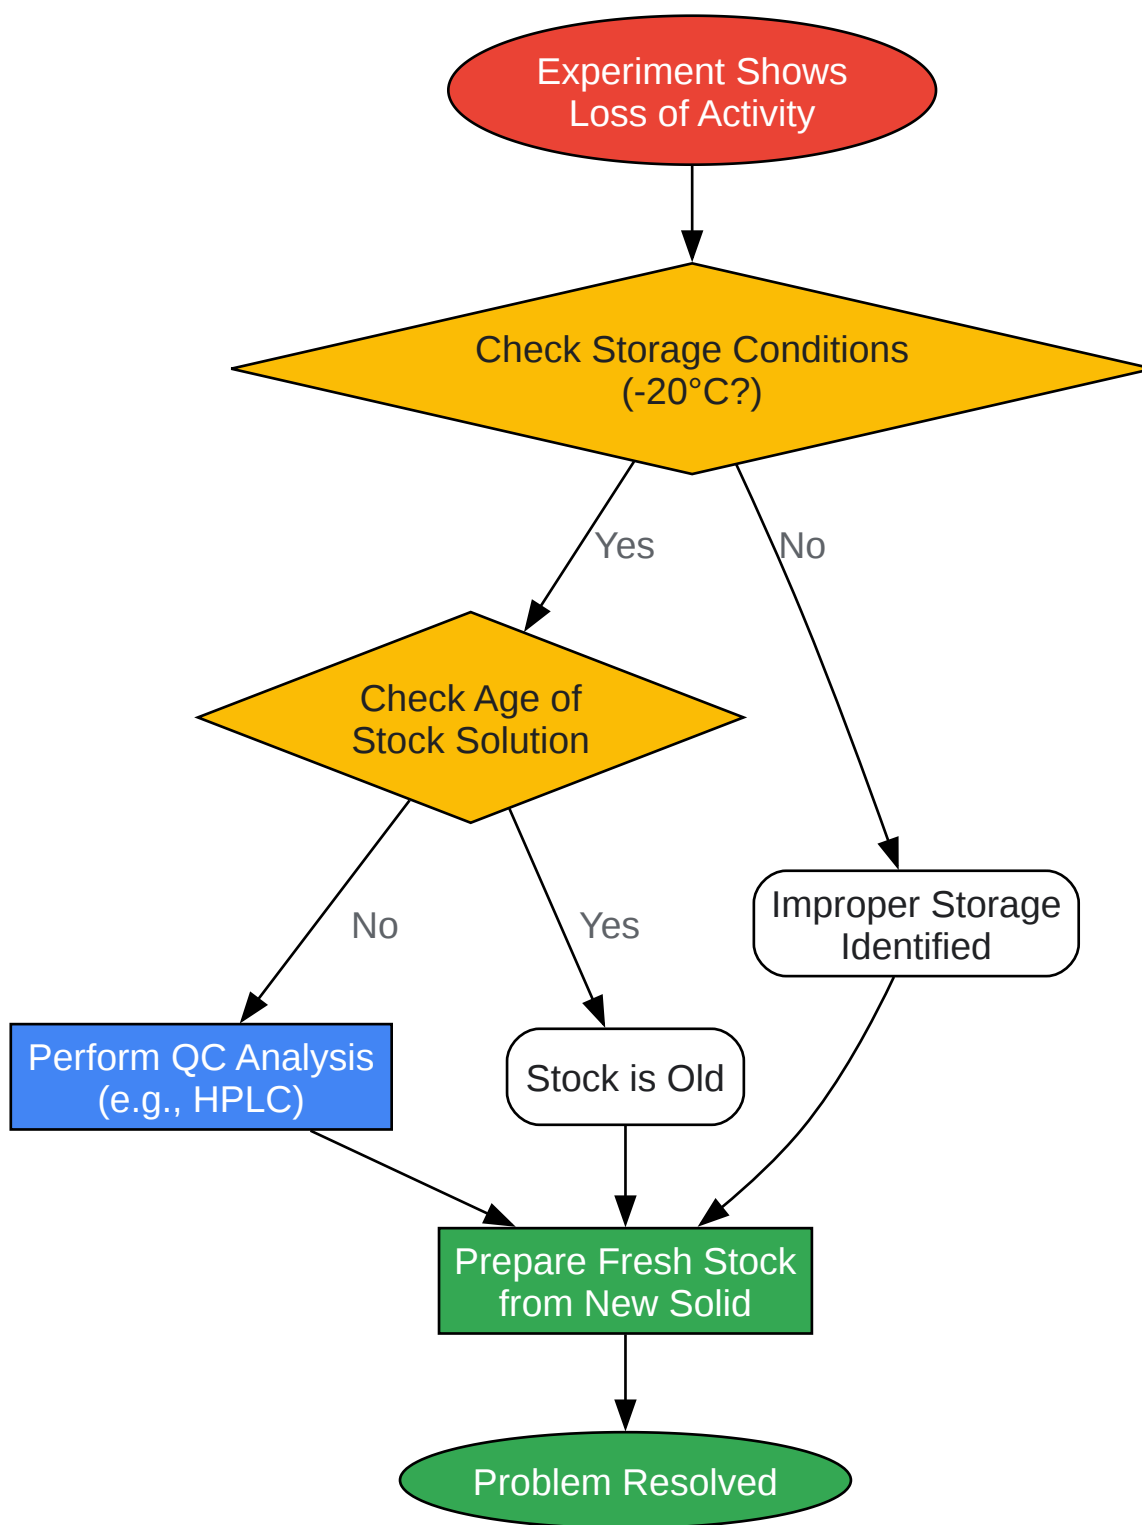 Experiment Shows
Loss of Activity
Check Storage Conditions
(-20°C?)
Yes
No
Check Age of
Stock Solution
No
Yes
Improper Storage
Identified
Perform QC Analysis
(e.g., HPLC)
Stock is Old
Prepare Fresh Stock
from New Solid
Problem Resolved